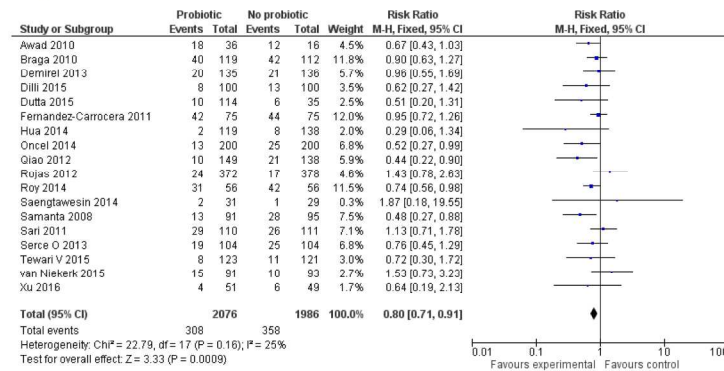 Probiotic No probiotic Risk Ratio Risk Ratio
Study or Subgroup Events Total Events Total Weight M-H, Fixed, 95% CI M-H, Fixed, 95% CI
Awad 2010 18 36 12 16 4.5% 0.67 [0.43, 1.03]
Braga 2010 40 119 42 112 11.8% 0.90 [0.63, 1.27]
Demirel 2013 20 135 21 136 5.7% 0.96 [0.55, 1.69]
Dilli 2015 8 100 13 100 3.5% 0.62 [0.27, 1.42]
Dutta 2015 10 114 6 35 2.5% 0.51 [0.20, 1.31]
Fernandez-Carrocera 2011 42 75 44 75 12.0% 0.95 [0.72, 1.26]
Hua 2014 2 119 8 138 2.0% 0.29 [0.06, 1.34]
Oncel 2014 13 200 25 200 6.8% 0.52 [0.27, 0.99]
Qiao 2012 10 149 21 138 5.9% 0.44 [0.22, 0.90]
Rojas 2012 24 372 17 378 4.6% 1.43 [0.78, 2.63]
Roy 2014 31 56 42 56 11.4% 0.74 [0.56, 0.98]
Saengtawesin 2014 2 31 1 29 0.3% 1.87 [0.18, 19.55]
Samanta 2008 13 91 28 95 7.5% 0.48 [0.27, 0.88]
Sari 2011 29 110 26 111 7.1% 1.13 [0.71, 1.78]
Serce O 2013 19 104 25 104 6.8% 0.76 [0.45, 1.29]
Tewari V 2015 8 123 11 121 3.0% 0.72 [0.30, 1.72]
van Niekerk 2015 15 91 10 93 2.7% 1.53 [0.73, 3.23]
Xu 2016 4 51 6 49 1.7% 0.64 [0.19, 2.13]
Total (95% CI) 2076 1986 100.0% 0.80 [0.71, 0.91]
Total events 308 358
Heterogeneity: Chi² = 22.79, df = 17 (P = 0.16); I² = 25%
Test for overall effect: Z = 3.33 (P = 0.0009)
0.01 0.1 1 10 100
Favours experimental Favours control